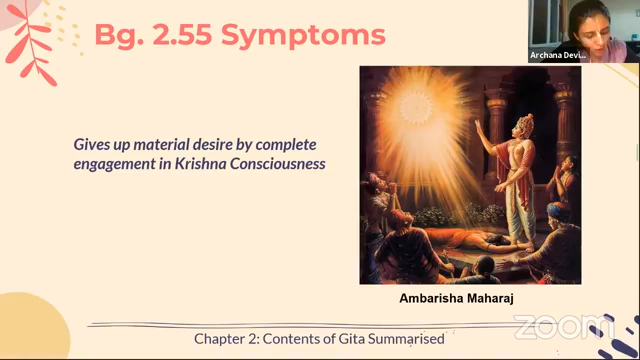 Bg. 2.55 Symptoms
Archana Devi...
Gives up material desire by complete
engagement in Krishna Consciousness
Ambarisha Maharaj
zoom
Chapter 2: Contents of Gita Summarised